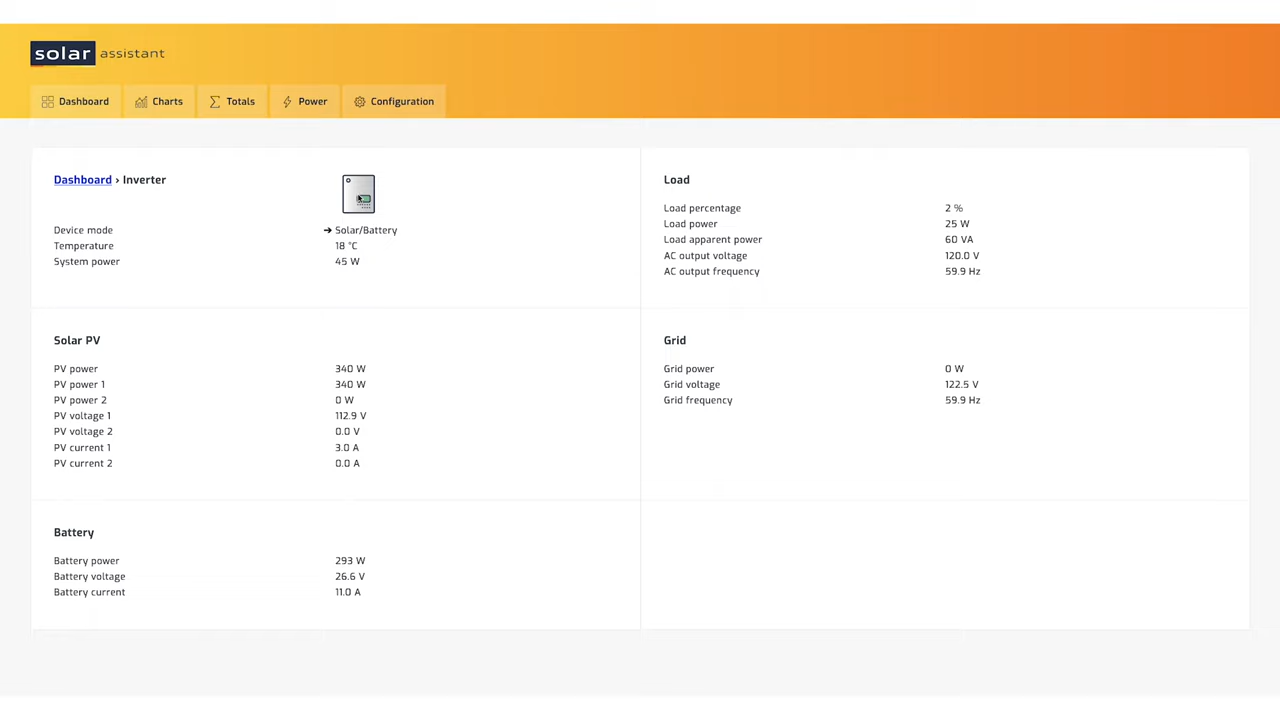 solar assistant
Dashboard
Charts
Totals
Power
Configuration
Dashboard › Inverter
Device mode ➔ Solar/Battery
Temperature 18 °C
System power 45 W
Load
Load percentage 2 %
Load power 25 W
Load apparent power 60 VA
AC output voltage 120.0 V
AC output frequency 59.9 Hz
Solar PV
PV power 340 W
PV power 1 340 W
PV power 2 0 W
PV voltage 1 112.9 V
PV voltage 2 0.0 V
PV current 1 3.0 A
PV current 2 0.0 A
Grid
Grid power 0 W
Grid voltage 122.5 V
Grid frequency 59.9 Hz
Battery
Battery power 293 W
Battery voltage 26.6 V
Battery current 11.0 A